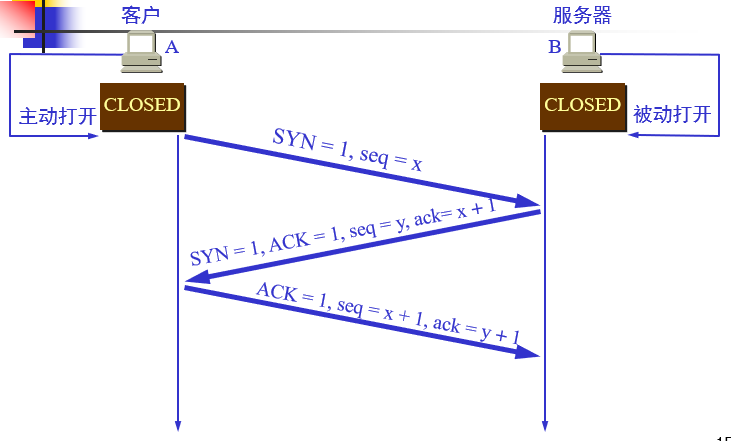 客户
服务器
A
B
CLOSED
CLOSED
主动打开
被动打开
SYN = 1, seq = x
SYN = 1, ACK = 1, seq = y, ack= x + 1
ACK = 1, seq = x + 1, ack = y + 1